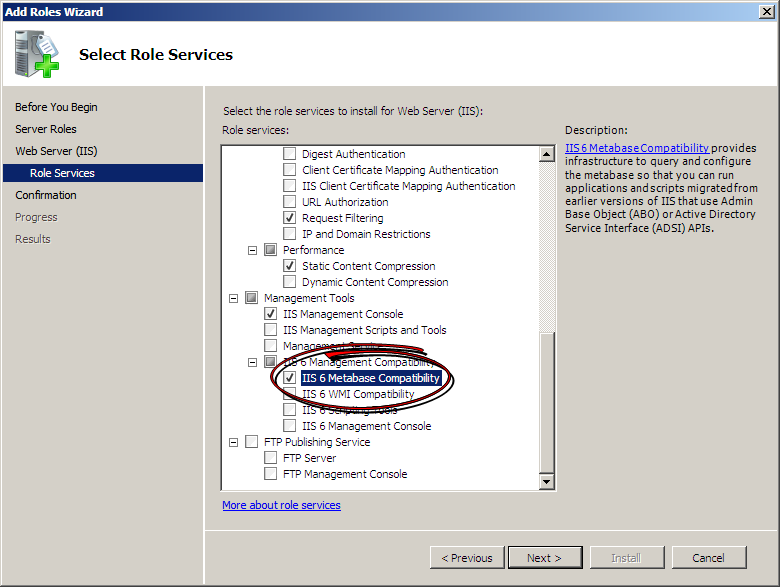 Add Roles Wizard
Select Role Services
Before You Begin
Server Roles
Web Server (IIS)
Role Services
Confirmation
Progress
Results
Select the role services to install for Web Server (IIS):
Role services:
Digest Authentication
Client Certificate Mapping Authentication
IIS Client Certificate Mapping Authentication
URL Authorization
Request Filtering
IP and Domain Restrictions
Performance
Static Content Compression
Dynamic Content Compression
Management Tools
IIS Management Console
IIS Management Scripts and Tools
Management Service
IIS 6 Management Compatibility
IIS 6 Metabase Compatibility
IIS 6 WMI Compatibility
IIS 6 Scripting Tools
IIS 6 Management Console
FTP Publishing Service
FTP Server
FTP Management Console
More about role services
Description:
IIS 6 Metabase Compatibility provides
infrastructure to query and configure
the metabase so that you can run
applications and scripts migrated from
earlier versions of IIS that use Admin
Base Object (ABO) or Active Directory
Service Interface (ADSI) APIs.
< Previous
Next >
Install
Cancel